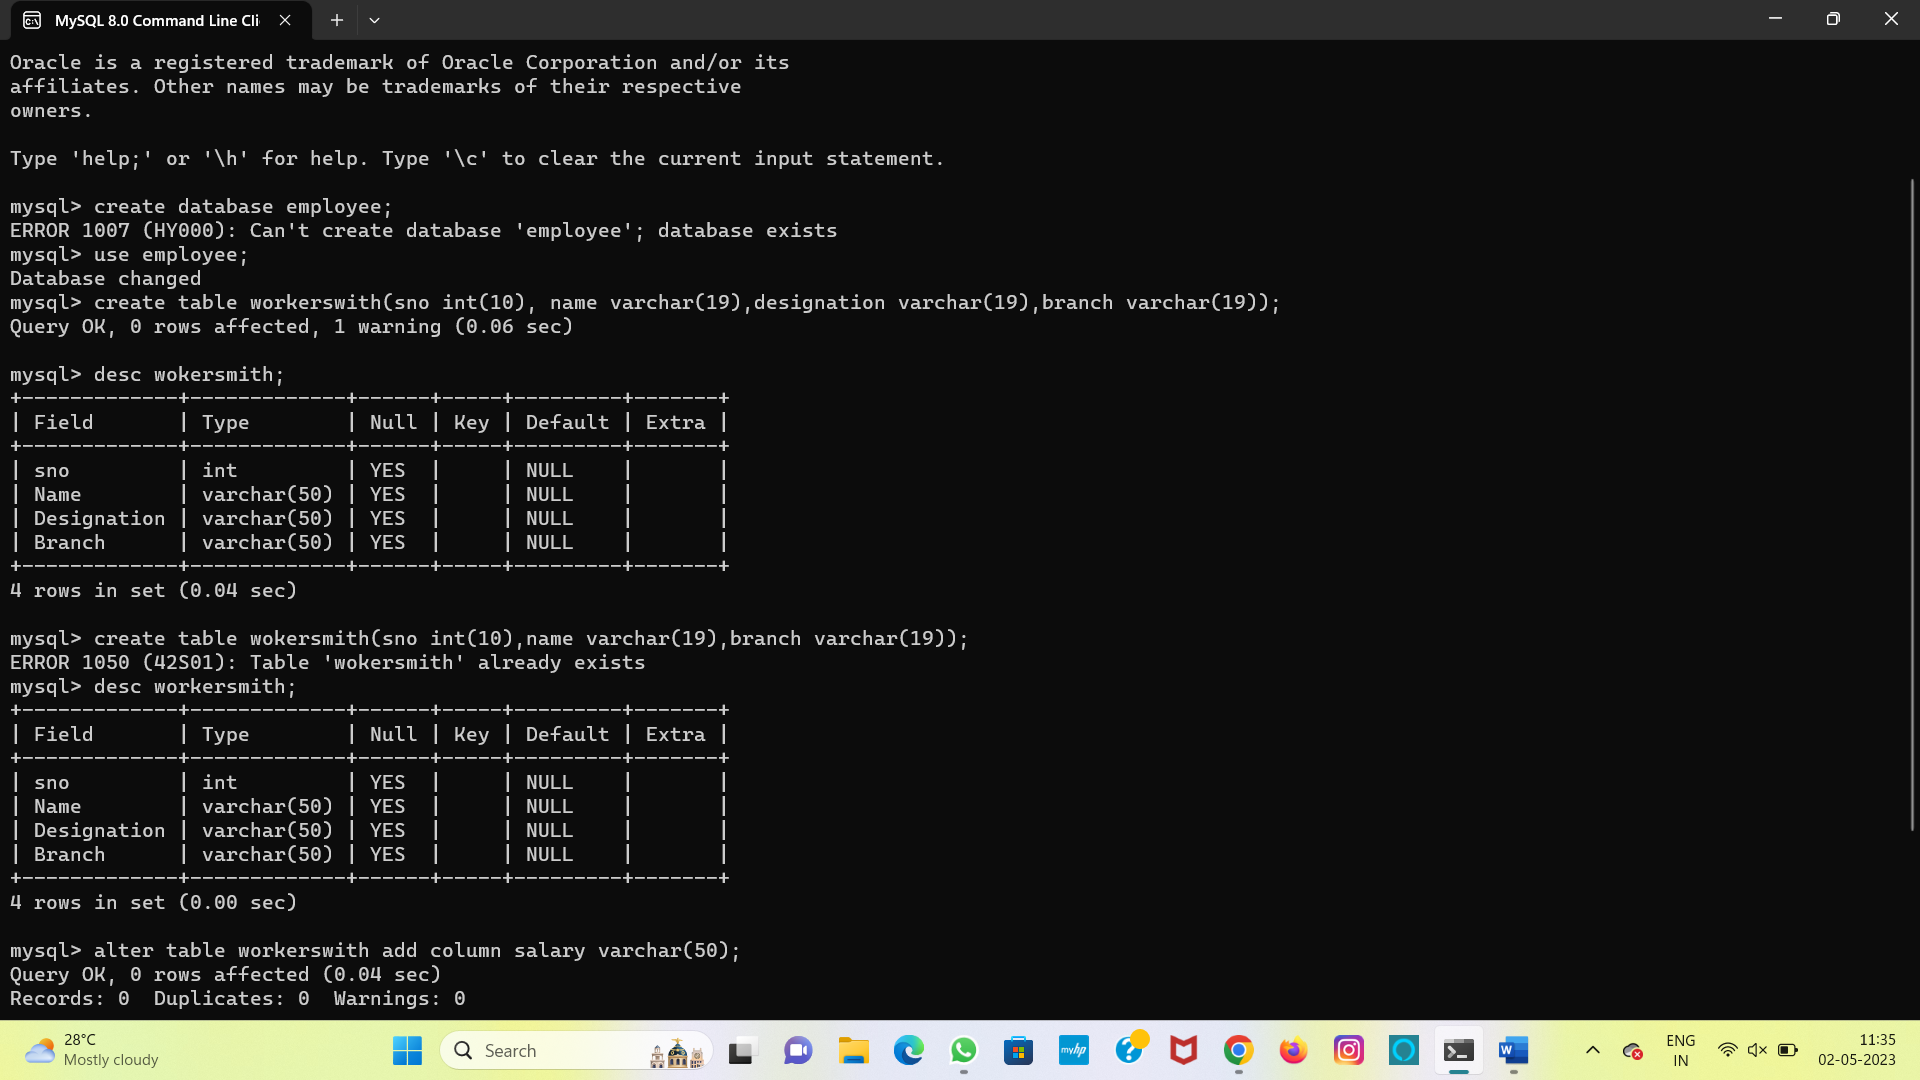 MySQL 8.0 Command Line Cli
Oracle is a registered trademark of Oracle Corporation and/or its
affiliates. Other names may be trademarks of their respective
owners.
Type 'help;' or '\h' for help. Type '\c' to clear the current input statement.
mysql> create database employee;
ERROR 1007 (HY000): Can't create database 'employee'; database exists
mysql> use employee;
Database changed
mysql> create table workerswith(sno int(10), name varchar(19),designation varchar(19),branch varchar(19));
Query OK, 0 rows affected, 1 warning (0.06 sec)
mysql> desc wokersmith;
+-------------+-------------+------+-----+---------+-------+
| Field       | Type        | Null | Key | Default | Extra |
+-------------+-------------+------+-----+---------+-------+
| sno         | int         | YES  |     | NULL    |       |
| Name        | varchar(50) | YES  |     | NULL    |       |
| Designation | varchar(50) | YES  |     | NULL    |       |
| Branch      | varchar(50) | YES  |     | NULL    |       |
+-------------+-------------+------+-----+---------+-------+
4 rows in set (0.04 sec)
mysql> create table wokersmith(sno int(10),name varchar(19),branch varchar(19));
ERROR 1050 (42S01): Table 'wokersmith' already exists
mysql> desc workersmith;
+-------------+-------------+------+-----+---------+-------+
| Field       | Type        | Null | Key | Default | Extra |
+-------------+-------------+------+-----+---------+-------+
| sno         | int         | YES  |     | NULL    |       |
| Name        | varchar(50) | YES  |     | NULL    |       |
| Designation | varchar(50) | YES  |     | NULL    |       |
| Branch      | varchar(50) | YES  |     | NULL    |       |
+-------------+-------------+------+-----+---------+-------+
4 rows in set (0.00 sec)
mysql> alter table workerswith add column salary varchar(50);
Query OK, 0 rows affected (0.04 sec)
Records: 0  Duplicates: 0  Warnings: 0
28°C
Mostly cloudy
Search
myhp
ENG
IN
11:35
02-05-2023